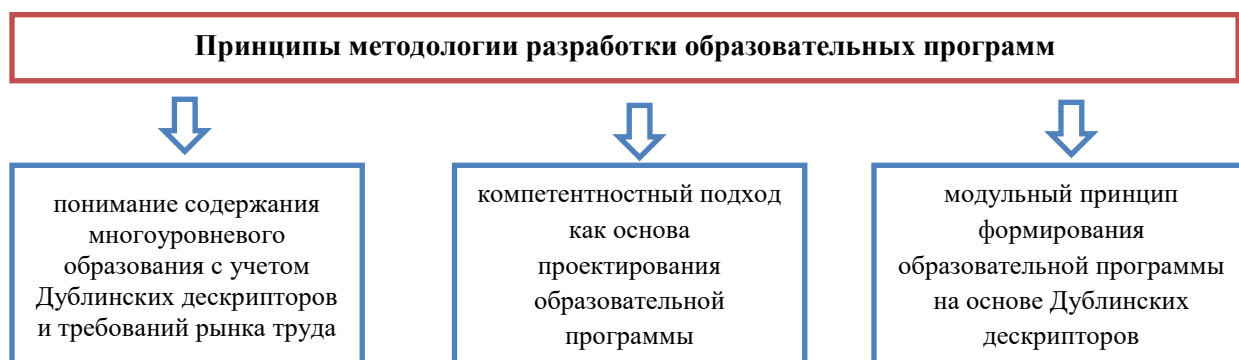 Принципы методологии разработки образовательных программ
понимание содержания
многоуровневого
образования с учетом
Дублинских дескрипторов
и требований рынка труда
компетентностный подход
как основа
проектирования
образовательной
программы
модульный принцип
формирования
образовательной программы
на основе Дублинских
дескрипторов